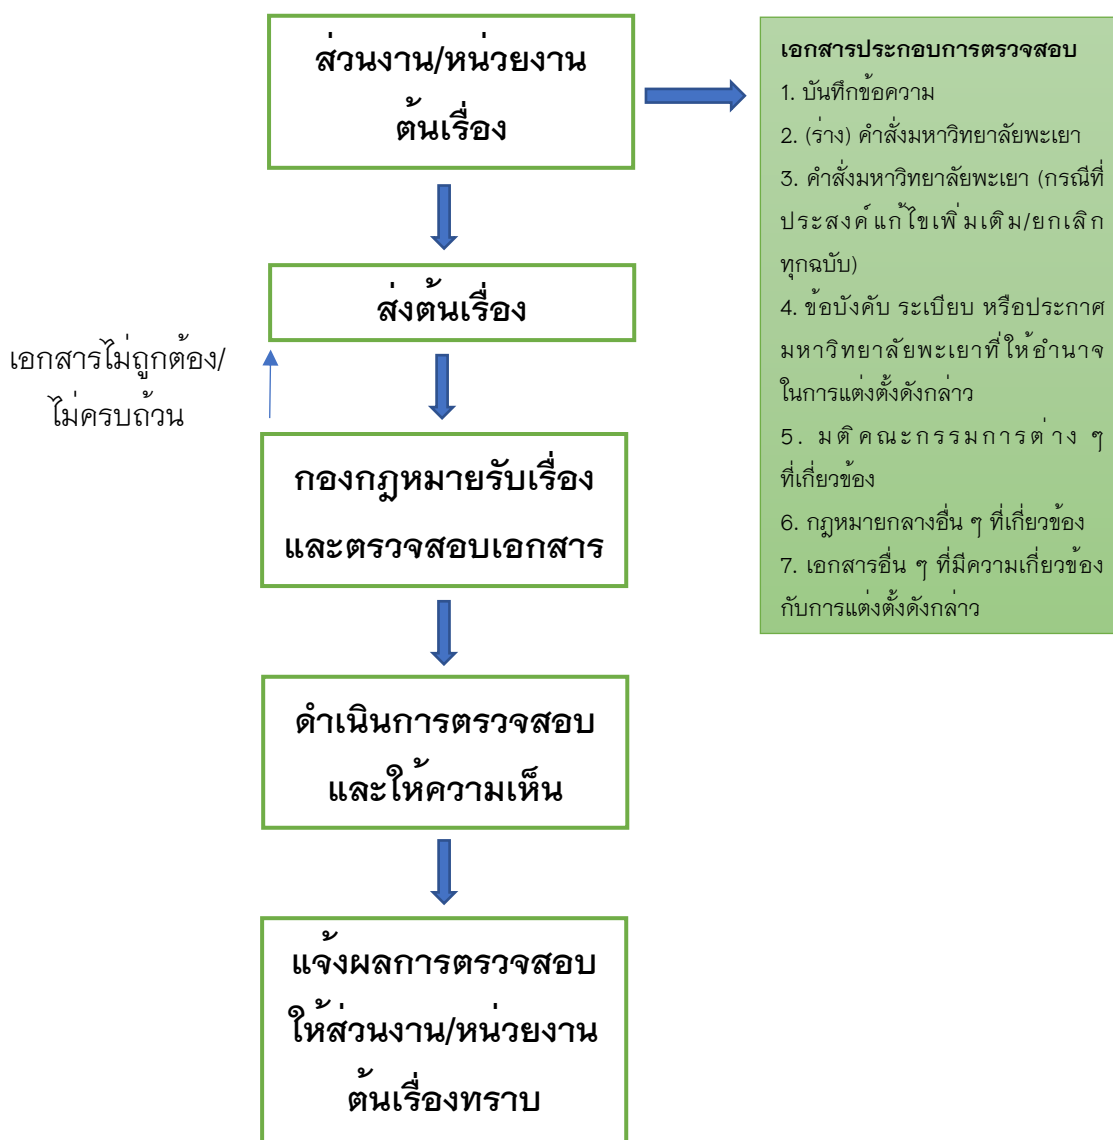 ส่วนงาน/หน่วยงาน
ต้นเรื่อง
เอกสารประกอบการตรวจสอบ
1. บันทึกข้อความ
2. (ร่าง) คำสั่งมหาวิทยาลัยพะเยา
3. คำสั่งมหาวิทยาลัยพะเยา (กรณีที่
ประสงค์แก้ไขเพิ่มเติม/ยกเลิก
ทุกฉบับ)
4. ข้อบังคับ ระเบียบ หรือประกาศ
มหาวิทยาลัยพะเยาที่ให้อำนาจ
ในการแต่งตั้งดังกล่าว
5. มติคณะกรรมการต่าง ๆ
ที่เกี่ยวข้อง
6. กฎหมายกลางอื่น ๆ ที่เกี่ยวข้อง
7. เอกสารอื่น ๆ ที่มีความเกี่ยวข้อง
กับการแต่งตั้งดังกล่าว
ส่งต้นเรื่อง
เอกสารไม่ถูกต้อง/
ไม่ครบถ้วน
กองกฎหมายรับเรื่อง
และตรวจสอบเอกสาร
ดำเนินการตรวจสอบ
และให้ความเห็น
แจ้งผลการตรวจสอบ
ให้ส่วนงาน/หน่วยงาน
ต้นเรื่องทราบ